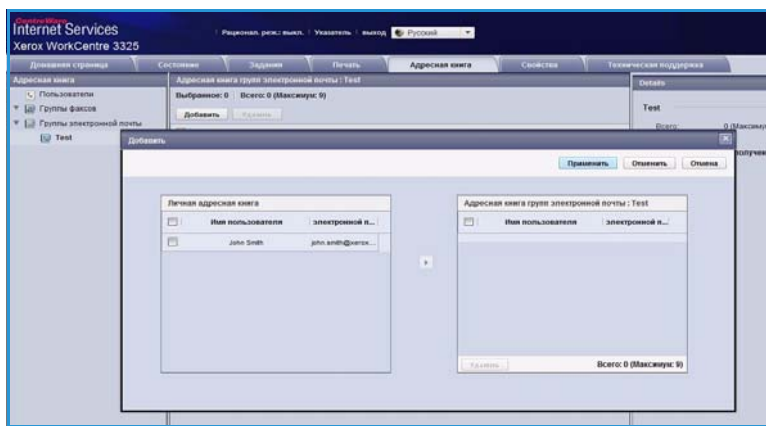 CentreWare
Internet Services
Xerox WorkCentre 3325
Рационал. реж.: выкл. Указатель выход Русский
Домашняя страница Состояние Задания Печать Адресная книга Свойства Техническая поддержка
Адресная книга Адресная книга групп электронной почты : Test Details
Пользователи Выбранное: 0 Всего: 0 (Максимум: 9)
Группы факсов Добавить Удалить Test
Группы электронной почты Всего: 0 (Максиму
Test
Добавить
получен
Применить Отменить Отмена
Личная адресная книга Адресная книга групп электронной почты : Test
Имя пользователя электронной п... Имя пользователя электронной п...
John Smith john.smith@xerox...
Удалить Всего: 0 (Максимум: 9)